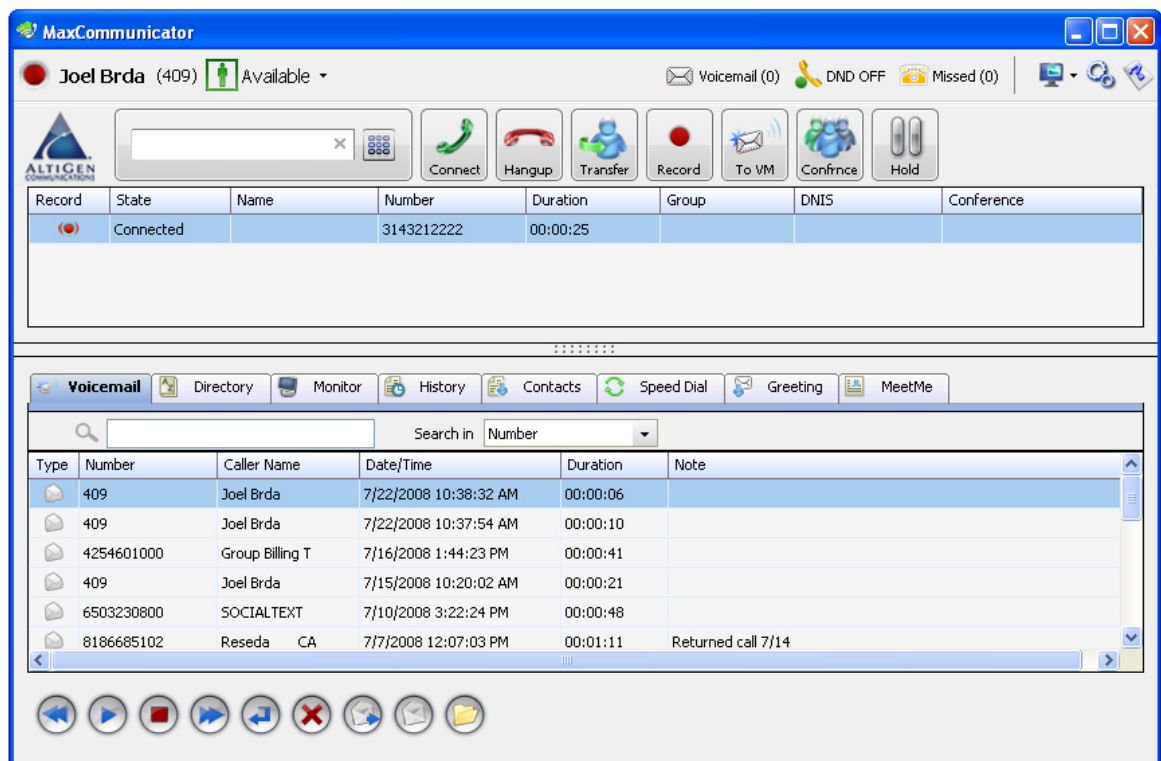 MaxCommunicator
Joel Brda (409) Available Voicemail (0) DND OFF Missed (0)
ALTIGEN
COMMUNICATIONS
Connect Hangup Transfer Record To VM Confrnce Hold
Record State Name Number Duration Group DNIS Conference
Connected 3143212222 00:00:25
Voicemail Directory Monitor History Contacts Speed Dial Greeting MeetMe
Search in Number
Type Number Caller Name Date/Time Duration Note
409 Joel Brda 7/22/2008 10:38:32 AM 00:00:06
409 Joel Brda 7/22/2008 10:37:54 AM 00:00:10
4254601000 Group Billing T 7/16/2008 1:44:23 PM 00:00:41
409 Joel Brda 7/15/2008 10:20:02 AM 00:00:21
6503230800 SOCIALTEXT 7/10/2008 3:22:24 PM 00:00:48
8186685102 Reseda CA 7/7/2008 12:07:03 PM 00:01:11 Returned call 7/14